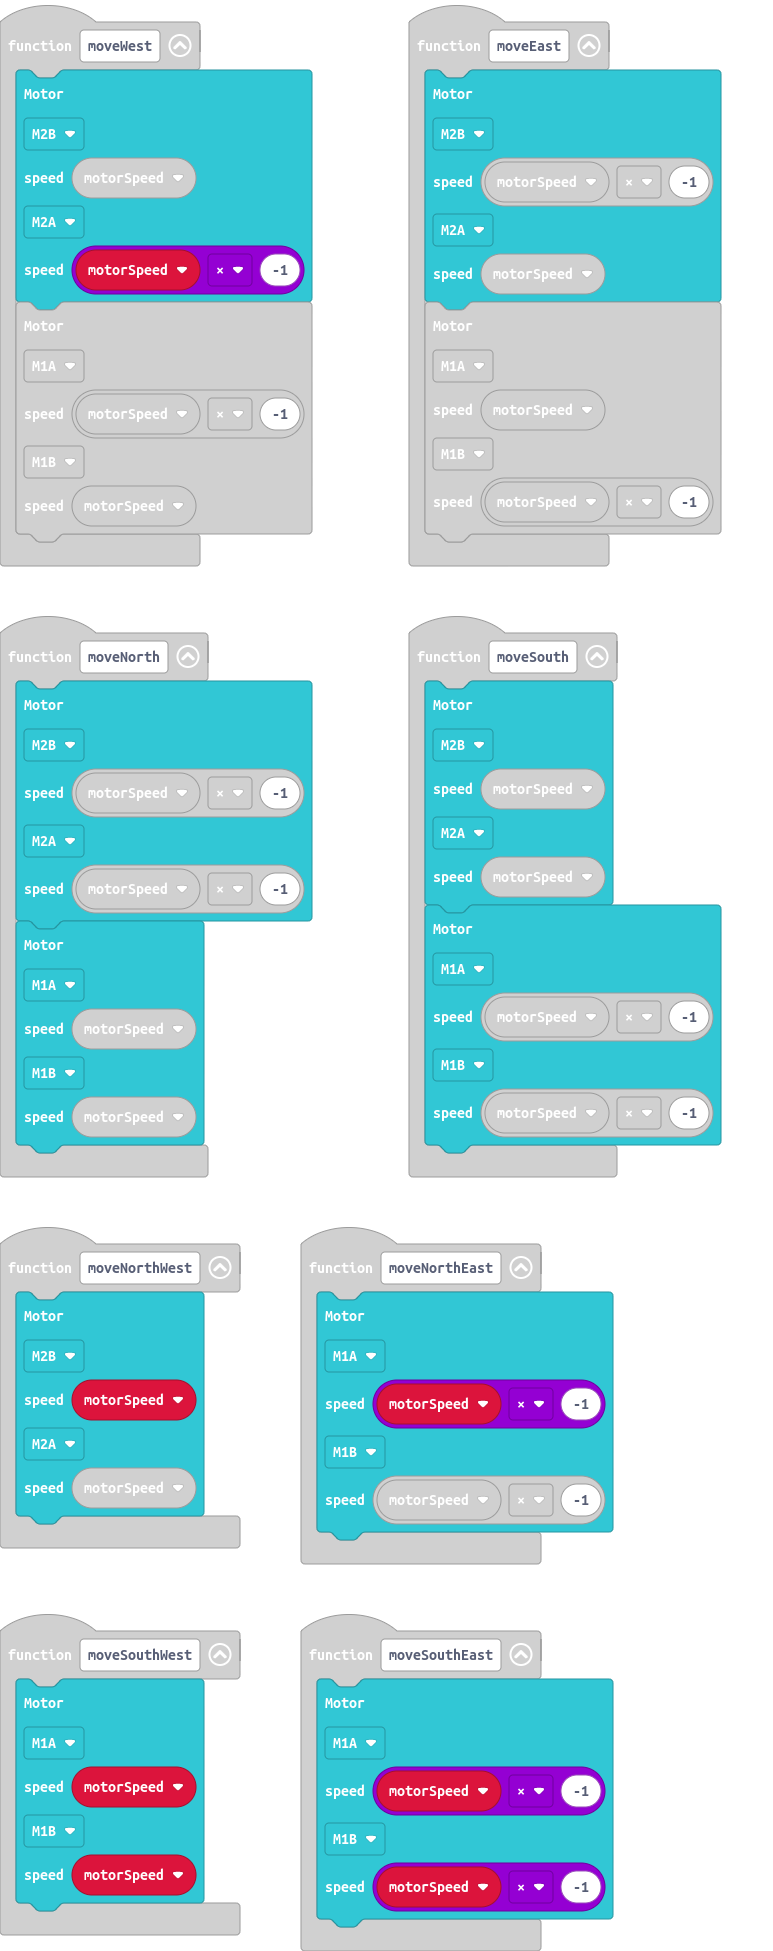 function moveWest
Motor
M2B
speed motorSpeed
M2A
speed motorSpeed × -1
Motor
M1A
speed motorSpeed × -1
M1B
speed motorSpeed
function moveEast
Motor
M2B
speed motorSpeed × -1
M2A
speed motorSpeed
Motor
M1A
speed motorSpeed
M1B
speed motorSpeed × -1
function moveNorth
Motor
M2B
speed motorSpeed × -1
M2A
speed motorSpeed × -1
Motor
M1A
speed motorSpeed
M1B
speed motorSpeed
function moveSouth
Motor
M2B
speed motorSpeed
M2A
speed motorSpeed
Motor
M1A
speed motorSpeed × -1
M1B
speed motorSpeed × -1
function moveNorthWest
Motor
M2B
speed motorSpeed
M2A
speed motorSpeed
function moveNorthEast
Motor
M1A
speed motorSpeed × -1
M1B
speed motorSpeed × -1
function moveSouthWest
Motor
M1A
speed motorSpeed
M1B
speed motorSpeed
function moveSouthEast
Motor
M1A
speed motorSpeed × -1
M1B
speed motorSpeed × -1